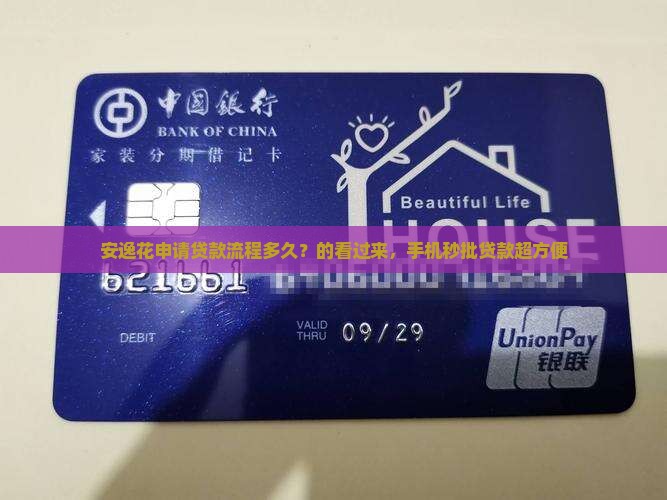 中国银行
BANK OF CHINA
家装分期借记卡
Beautiful Life
HOUSE
安逸花申请贷款流程多久？的看过来，手机秒批贷款超方便
621661
DEBIT
VALID
THRU
09/29
UnionPay
银联